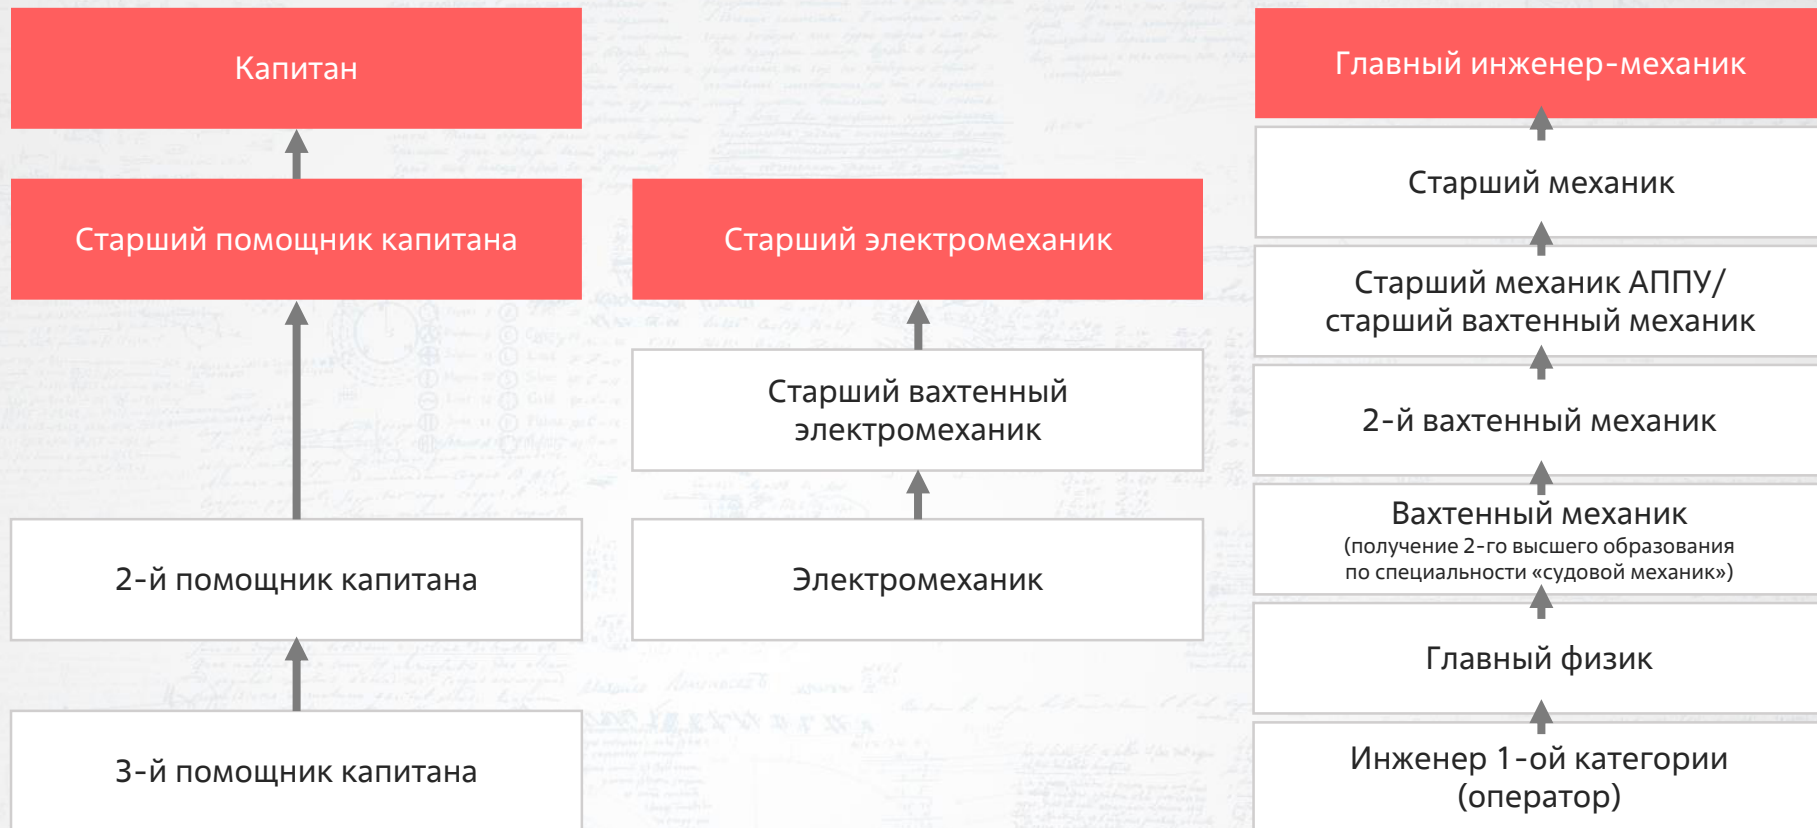 Капитан
Старший помощник капитана
2-й помощник капитана
3-й помощник капитана
Старший электромеханик
Старший вахтенный
электромеханик
Электромеханик
Главный инженер-механик
Старший механик
Старший механик АППУ/
старший вахтенный механик
2-й вахтенный механик
Вахтенный механик
(получение 2-го высшего образования
по специальности «судовой механик»)
Главный физик
Инженер 1-ой категории
(оператор)